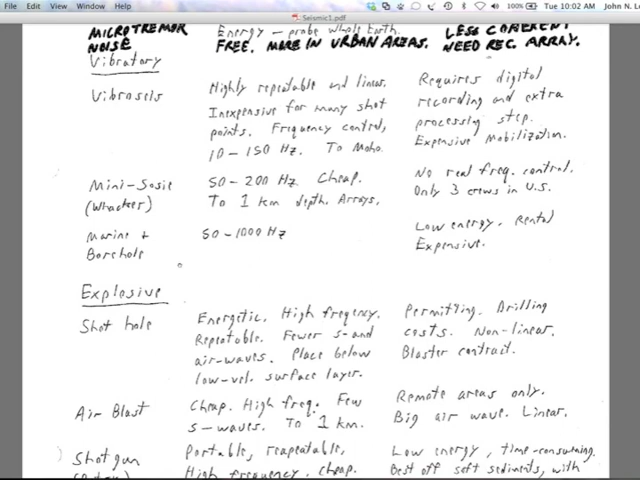 File Edit View Window Help 100% Tue 10:02 AM John N. Lo
Seismic1.pdf
MICROTREMOR NOISE
Energy – probe whole Earth.
FREE. MORE IN URBAN AREAS.
LESS COHERENT
NEED REC. ARRAY.
Vibratory
Vibroseis
Highly repeatable and linear.
Inexpensive for many shot
points. Frequency control,
10 – 150 Hz. To Moho.
Requires digital
recording and extra
processing step.
Expensive Mobilization.
Mini-Sosie
(Whacker)
50 – 200 Hz. Cheap.
To 1 km depth. Arrays.
No real freq. control.
Only 3 crews in U.S.
Marine +
Borehole
50 – 1000 Hz
Low energy. Rental
Expensive.
Explosive
Shot hole
Energetic. High freqency.
Repeatable. Fewer s-and
air-waves. Place below
low-vel. surface layer.
Permitting. Drilling
costs. Non-linear.
Blaster contract.
Air Blast
Cheap. High freq. Few
s-waves. To 1 km.
Remote areas only.
Big air wave. Linear.
Shotgun
Portable, reapeatable,
High frequency, cheap.
Low energy, time-consuming.
Best off soft sediments, with